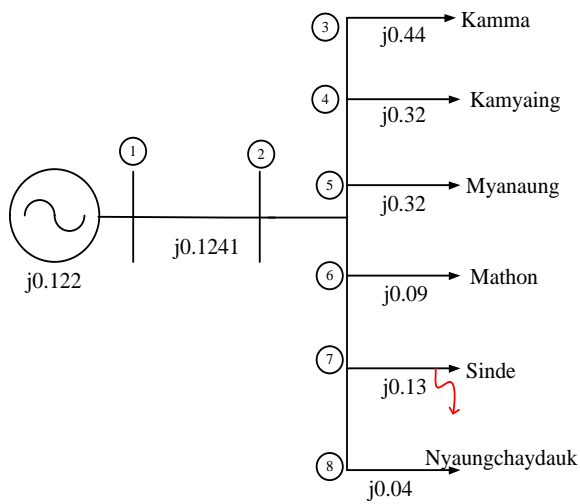 3
Kamma
j0.44
4
Kamyaing
j0.32
1
2
5
Myanaung
j0.32
j0.1241
j0.122
6
Mathon
j0.09
7
Sinde
j0.13
8
Nyaungchaydauk
j0.04